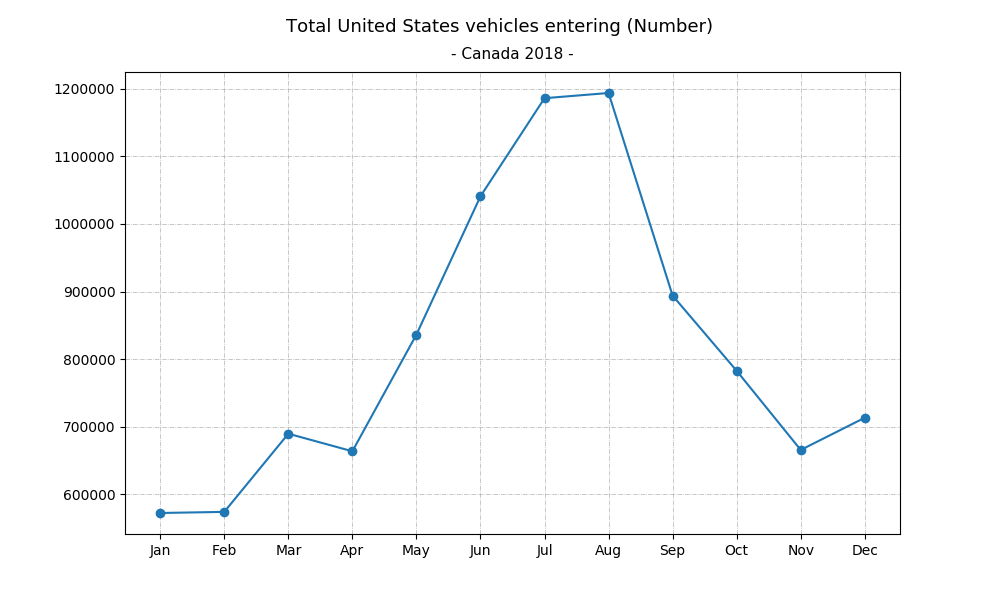 Total United States vehicles entering (Number)
- Canada 2018 -
1200000
1100000
1000000
900000
800000
700000
600000
Jan Feb Mar Apr May Jun Jul Aug Sep Oct Nov Dec